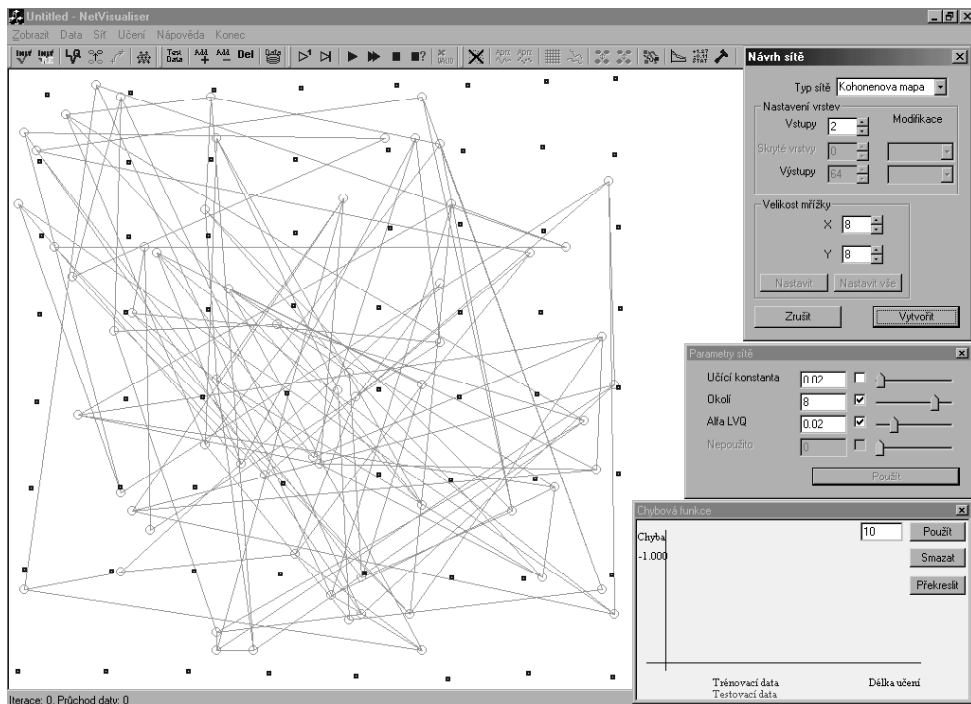 Untitled - NetVisualiser
Zobrazit Data Síť Učení Nápověda Konec
Návrh sítě
Typ sítě Kohonenova mapa
Nastavení vrstev
Vstupy 2 Modifikace
Skryté vrstvy 0
Výstupy 64
Velikost mřížky
X 8
Y 8
Nastavit Nastavit vše
Zrušit Vytvořit
Parametry sítě
Učící konstanta 0.02
Okolí 8
Alfa LVQ 0.02
Nepoužito 0
Použít
Chybová funkce
Chyba 10 Použít
-1.000 Smazat
Překreslit
Trénovací data Délka učení
Testovací data
Iterace: 0, Průchod daty: 0